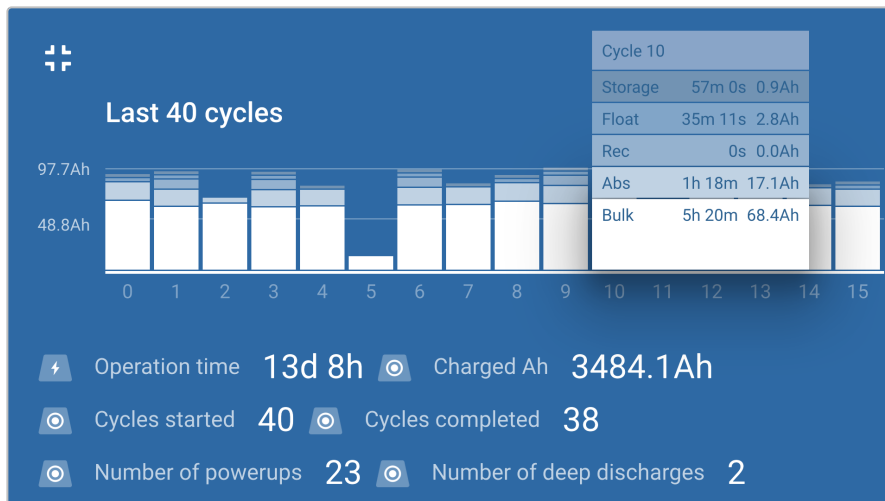 Cycle 10
Storage 57m 0s 0.9Ah
Float 35m 11s 2.8Ah
Rec 0s 0.0Ah
Abs 1h 18m 17.1Ah
Bulk 5h 20m 68.4Ah
Last 40 cycles
97.7Ah
48.8Ah
0 1 2 3 4 5 6 7 8 9 10 11 12 13 14 15
Operation time 13d 8h Charged Ah 3484.1Ah
Cycles started 40 Cycles completed 38
Number of powerups 23 Number of deep discharges 2